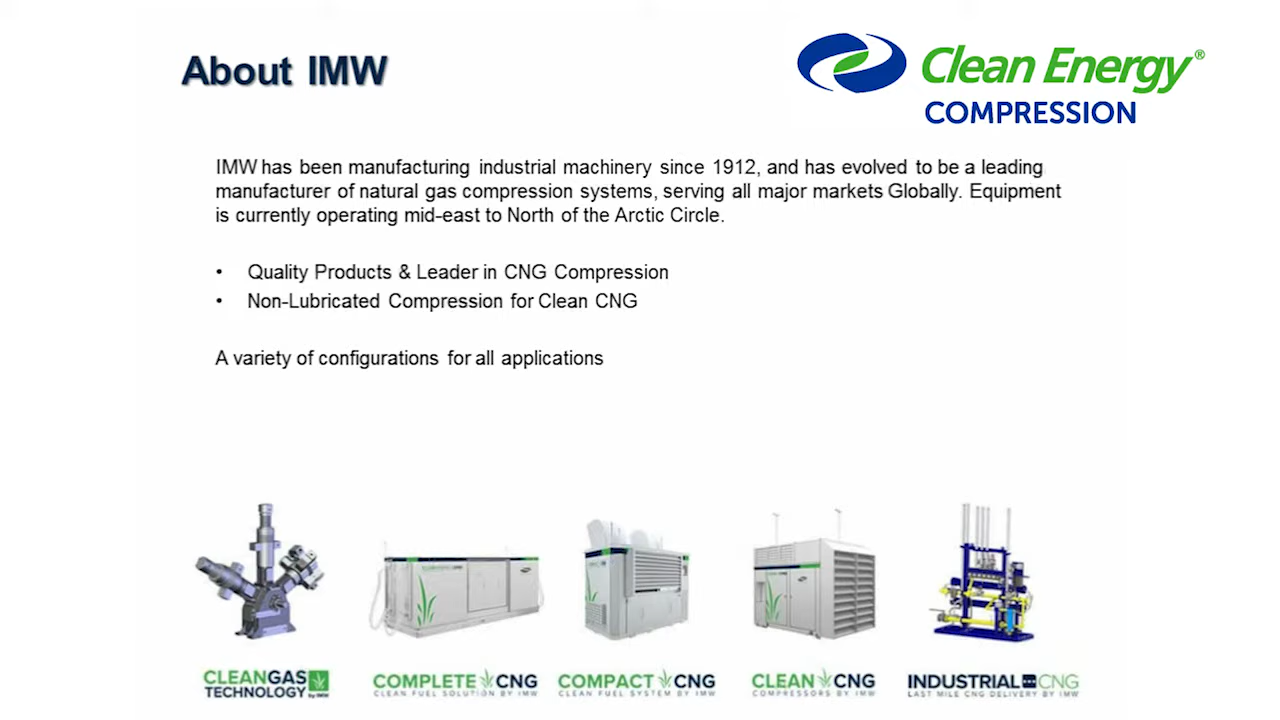 About IMW
Clean Energy®
COMPRESSION
IMW has been manufacturing industrial machinery since 1912, and has evolved to be a leading
manufacturer of natural gas compression systems, serving all major markets Globally. Equipment
is currently operating mid-east to North of the Arctic Circle.
• Quality Products & Leader in CNG Compression
• Non-Lubricated Compression for Clean CNG
A variety of configurations for all applications
CLEANGAS
TECHNOLOGY by IMW
COMPLETE CNG
CLEAN FUEL SOLUTION BY IMW
COMPACT CNG
CLEAN FUEL SYSTEM BY IMW
CLEAN CNG
COMPRESSORS BY IMW
INDUSTRIAL CNG
LAST MILE CNG DELIVERY BY IMW